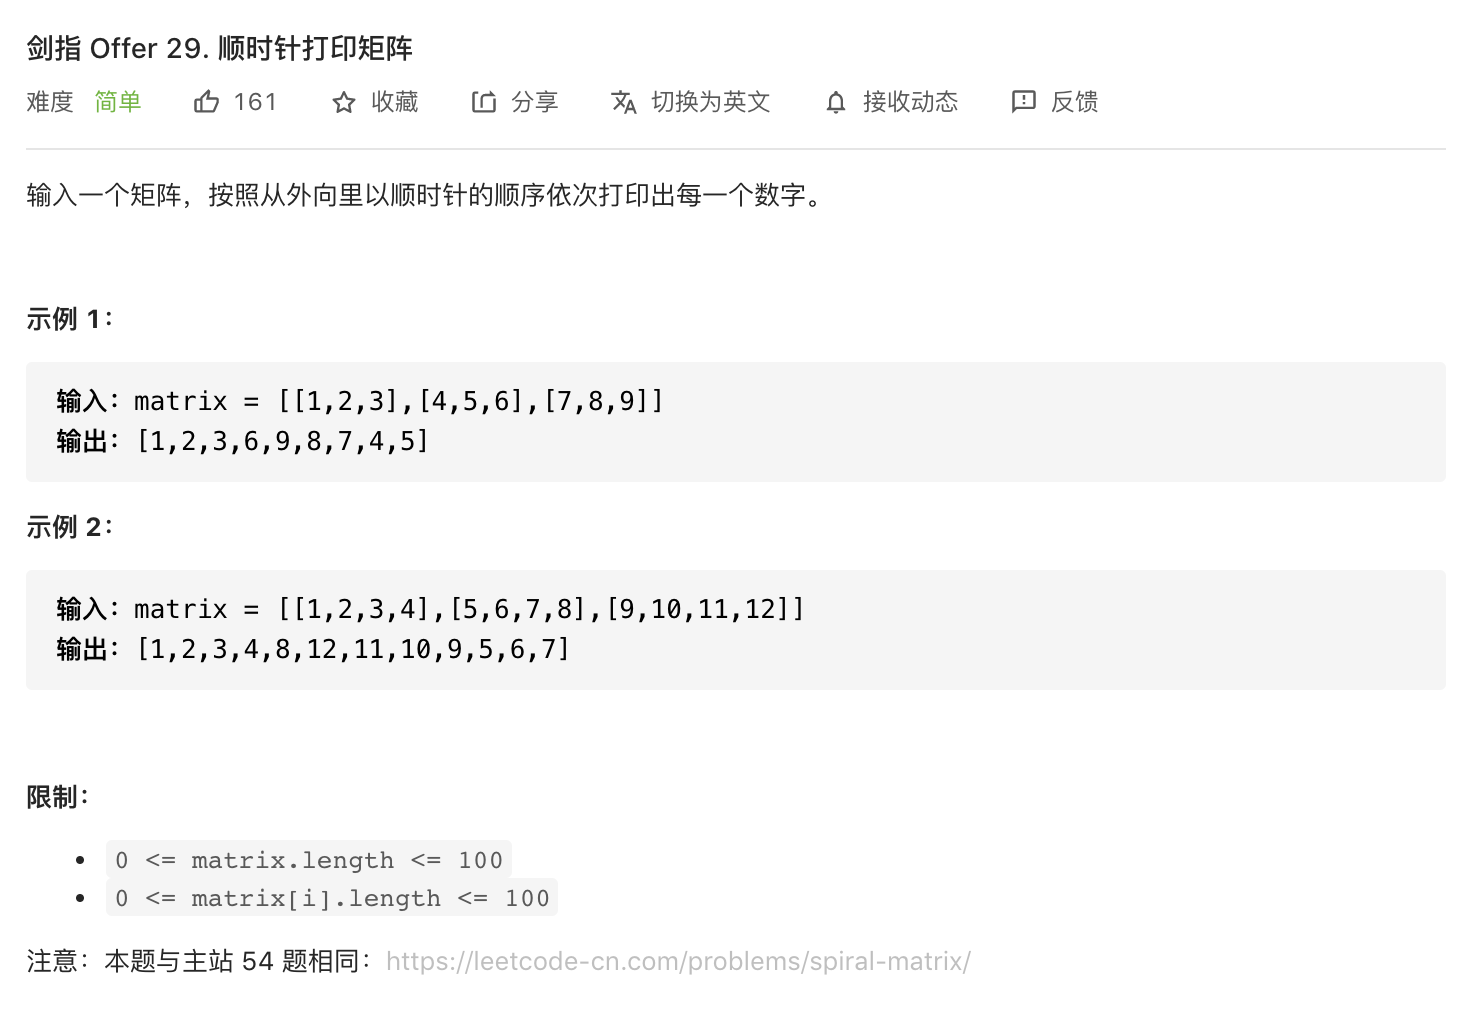 剑指 Offer 29. 顺时针打印矩阵
难度 简单 161 收藏 分享 切换为英文 接收动态 反馈
输入一个矩阵，按照从外向里以顺时针的顺序依次打印出每一个数字。
示例 1：
输入：matrix = [[1,2,3],[4,5,6],[7,8,9]]
输出：[1,2,3,6,9,8,7,4,5]
示例 2：
输入：matrix = [[1,2,3,4],[5,6,7,8],[9,10,11,12]]
输出：[1,2,3,4,8,12,11,10,9,5,6,7]
限制：
• 0 <= matrix.length <= 100
• 0 <= matrix[i].length <= 100
注意：本题与主站 54 题相同：https://leetcode-cn.com/problems/spiral-matrix/